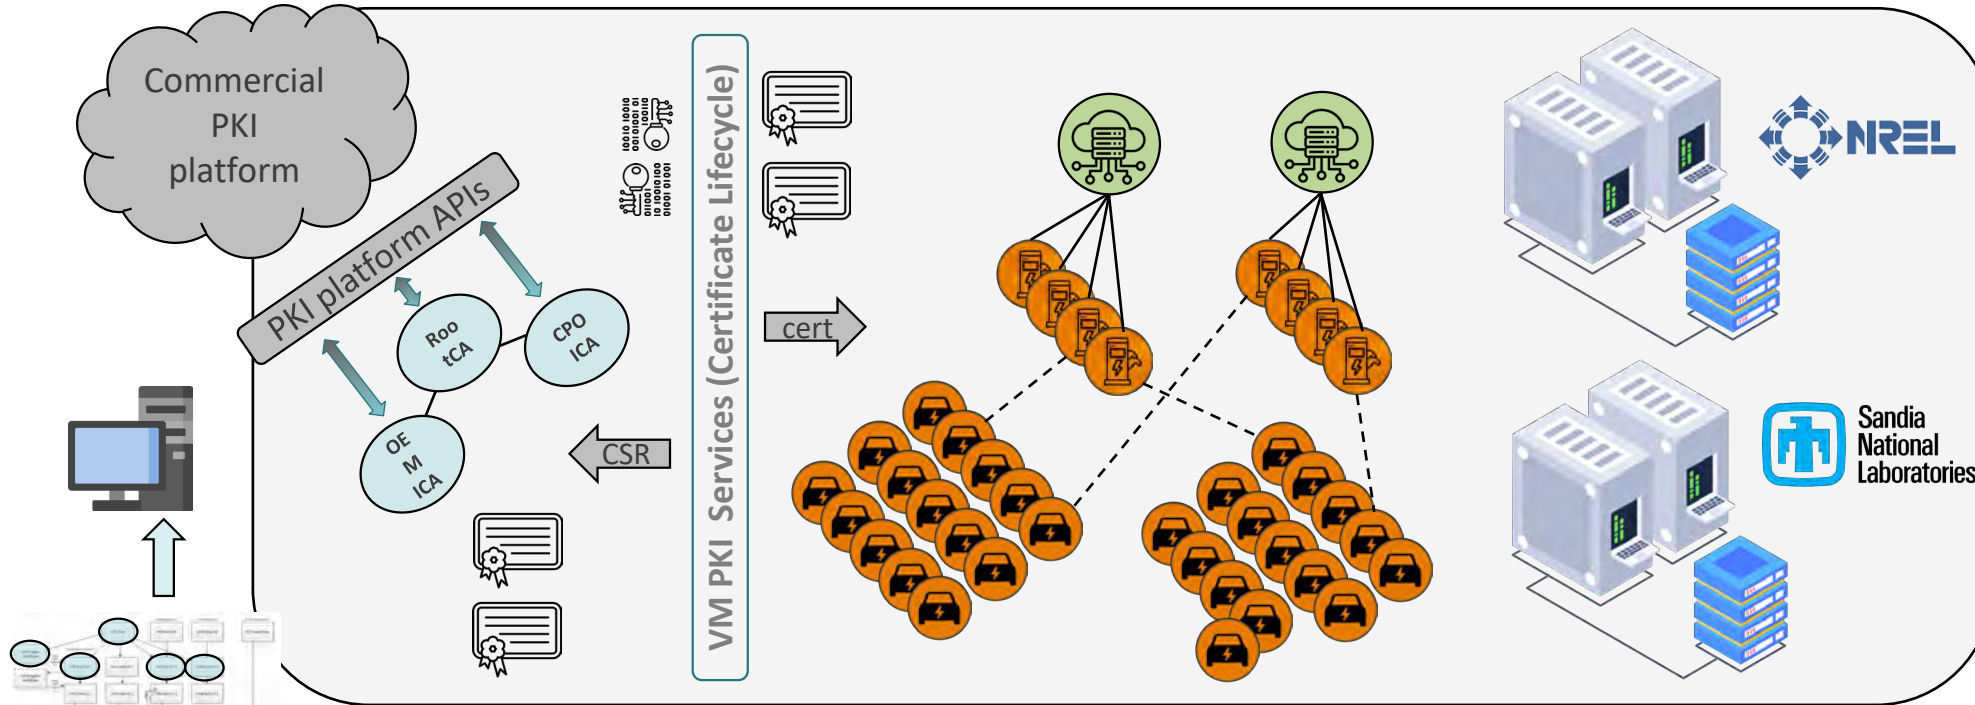 Commercial
PKI
platform
PKI platform APIs
Roo
tCA
CPO
ICA
OE
M
ICA
CSR
VM PKI Services (Certificate Lifecycle)
cert
NREL
Sandia
National
Laboratories